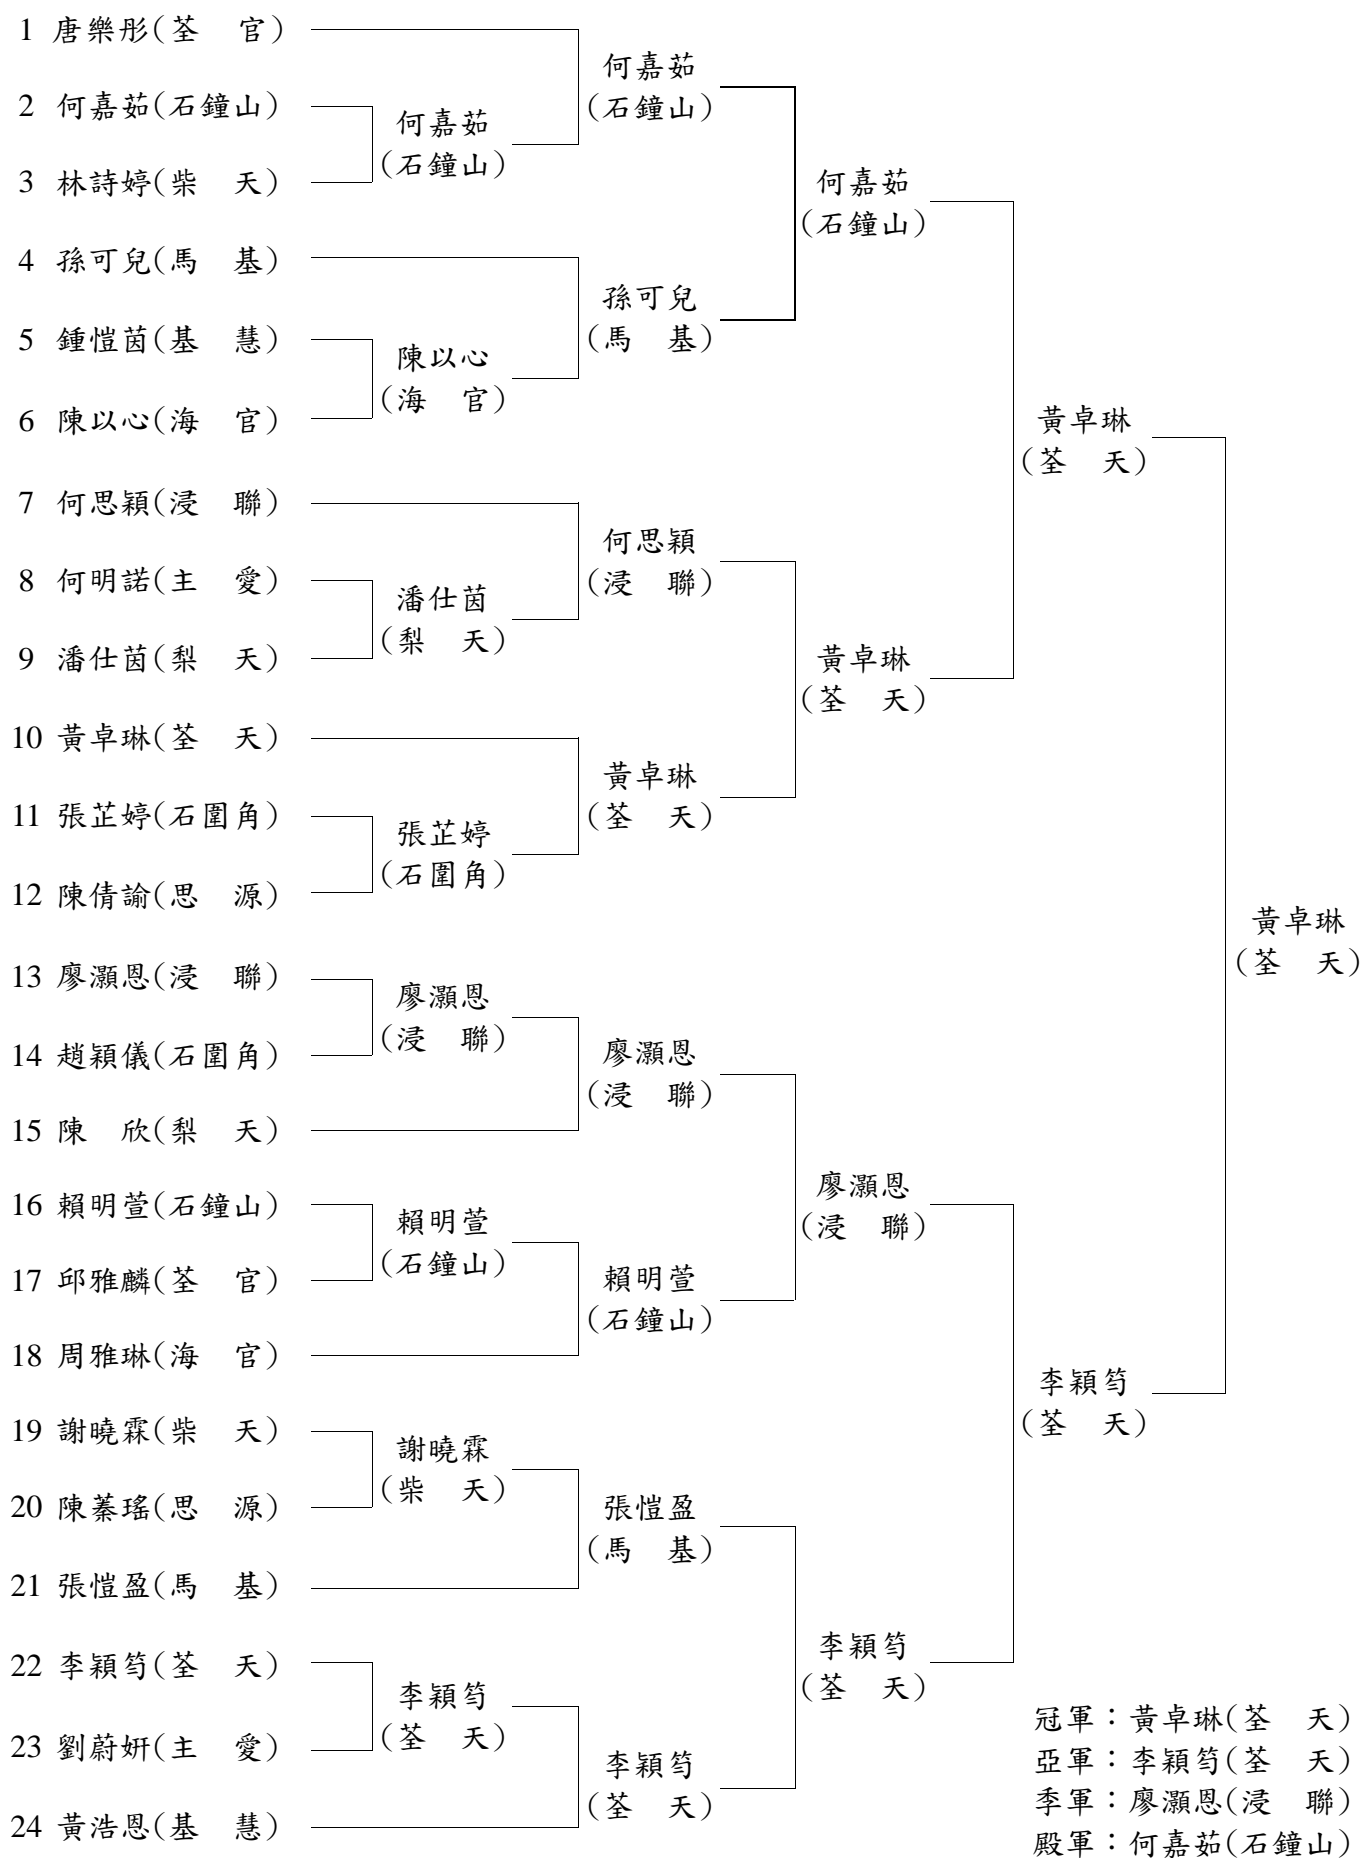 1 唐樂彤(荃　官)
2 何嘉茹(石鐘山)
3 林詩婷(柴　天)
4 孫可兒(馬　基)
5 鍾愷茵(基　慧)
6 陳以心(海　官)
7 何思穎(浸　聯)
8 何明諾(主　愛)
9 潘仕茵(梨　天)
10 黃卓琳(荃　天)
11 張芷婷(石圍角)
12 陳倩諭(思　源)
13 廖灝恩(浸　聯)
14 趙穎儀(石圍角)
15 陳　欣(梨　天)
16 賴明萱(石鐘山)
17 邱雅麟(荃　官)
18 周雅琳(海　官)
19 謝曉霖(柴　天)
20 陳蓁瑤(思　源)
21 張愷盈(馬　基)
22 李穎筠(荃　天)
23 劉蔚妍(主　愛)
24 黃浩恩(基　慧)
何嘉茹
(石鐘山)
陳以心
(海　官)
潘仕茵
(梨　天)
張芷婷
(石圍角)
廖灝恩
(浸　聯)
賴明萱
(石鐘山)
謝曉霖
(柴　天)
李穎筠
(荃　天)
何嘉茹
(石鐘山)
孫可兒
(馬　基)
何思穎
(浸　聯)
黃卓琳
(荃　天)
廖灝恩
(浸　聯)
賴明萱
(石鐘山)
張愷盈
(馬　基)
李穎筠
(荃　天)
何嘉茹
(石鐘山)
黃卓琳
(荃　天)
廖灝恩
(浸　聯)
李穎筠
(荃　天)
黃卓琳
(荃　天)
李穎筠
(荃　天)
黃卓琳
(荃　天)
冠軍：黃卓琳(荃　天)
亞軍：李穎筠(荃　天)
季軍：廖灝恩(浸　聯)
殿軍：何嘉茹(石鐘山)